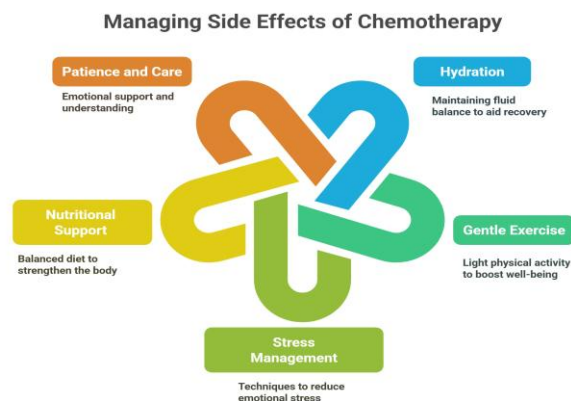 Managing Side Effects of Chemotherapy
Patience and Care
Emotional support and
understanding
Hydration
Maintaining fluid
balance to aid recovery
Nutritional
Support
Balanced diet to
strengthen the body
Gentle Exercise
Light physical activity
to boost well-being
Stress
Management
Techniques to reduce
emotional stress